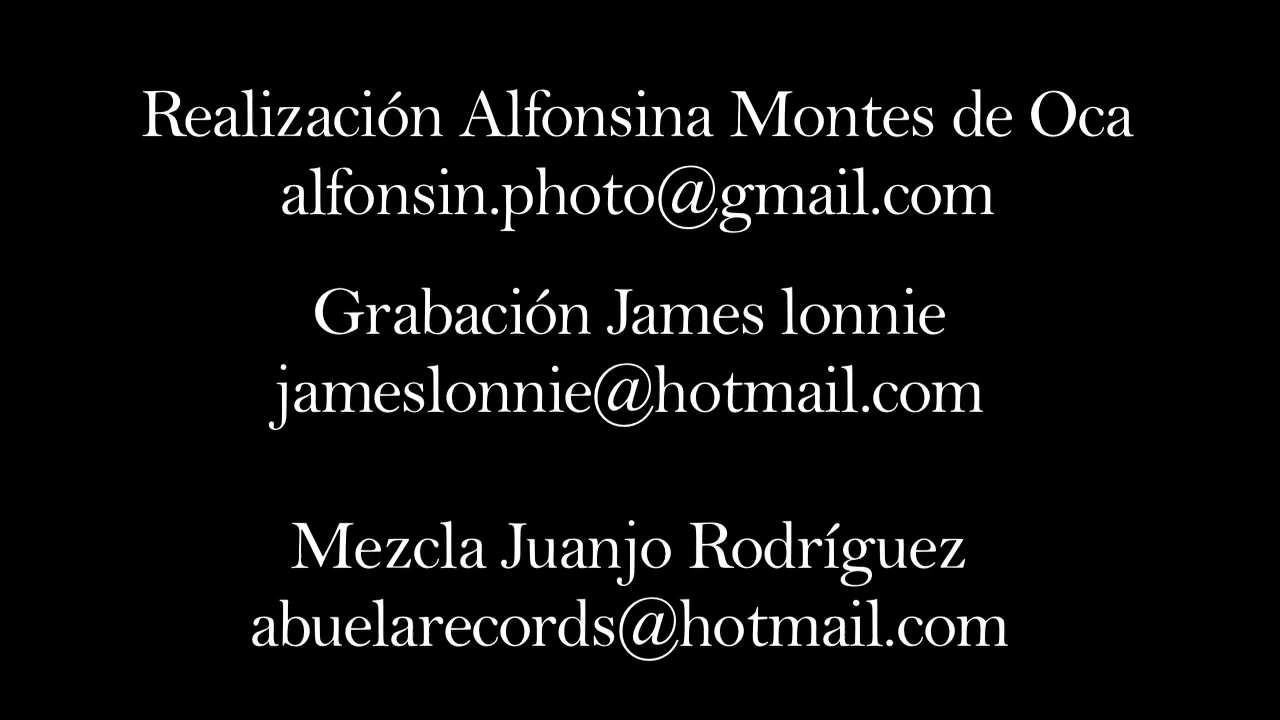 Realización Alfonsina Montes de Oca
alfonsin.photo@gmail.com
Grabación James lonnie
jameslonnie@hotmail.com
Mezcla Juanjo Rodríguez
abuelarecords@hotmail.com